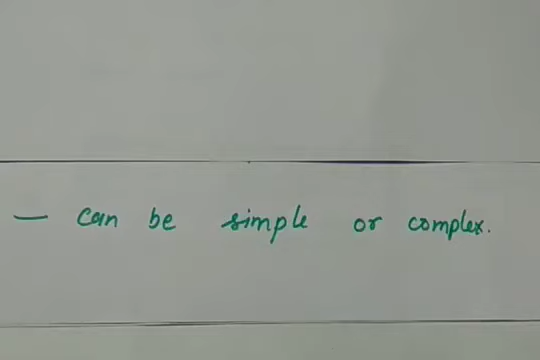 — can be simple or complex.